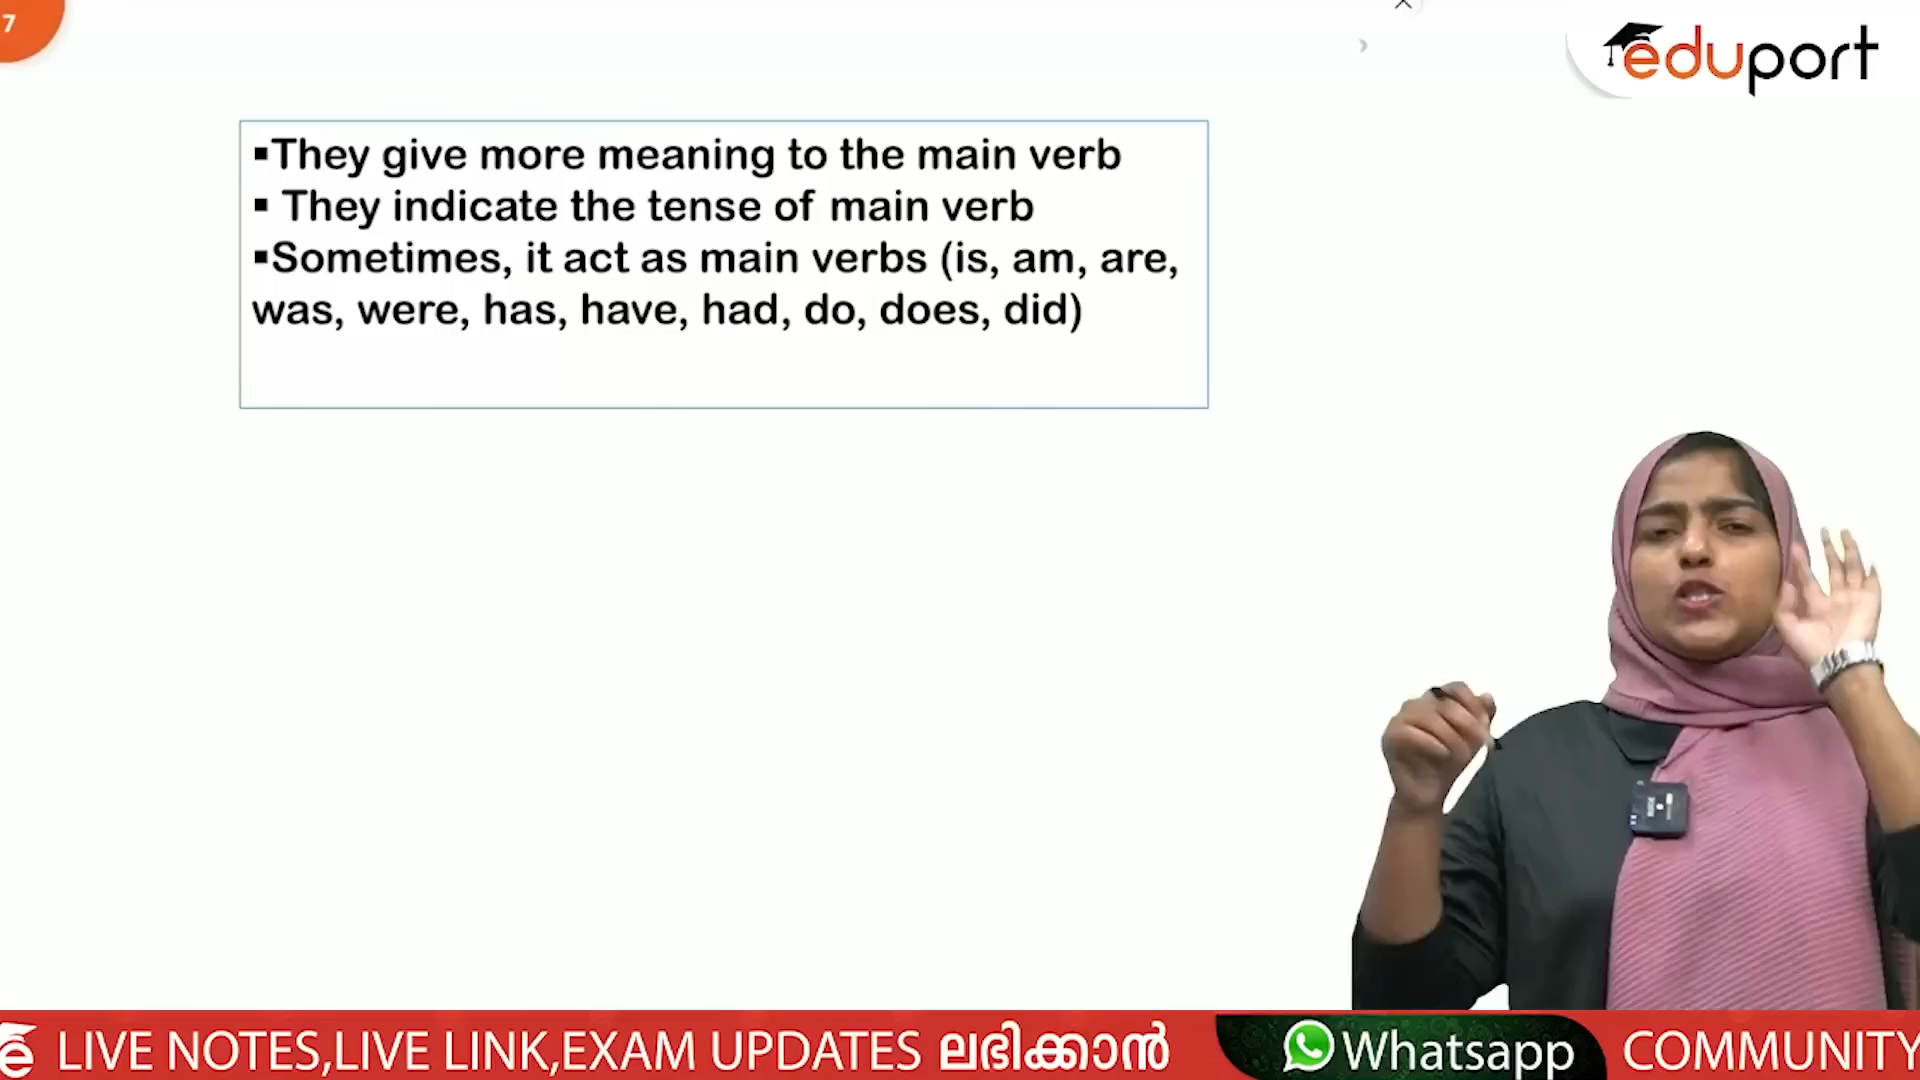 7
eduport
▪They give more meaning to the main verb
▪ They indicate the tense of main verb
▪Sometimes, it act as main verbs (is, am, are,
was, were, has, have, had, do, does, did)
e LIVE NOTES,LIVE LINK,EXAM UPDATES ലഭിക്കാൻ Whatsapp COMMUNITY